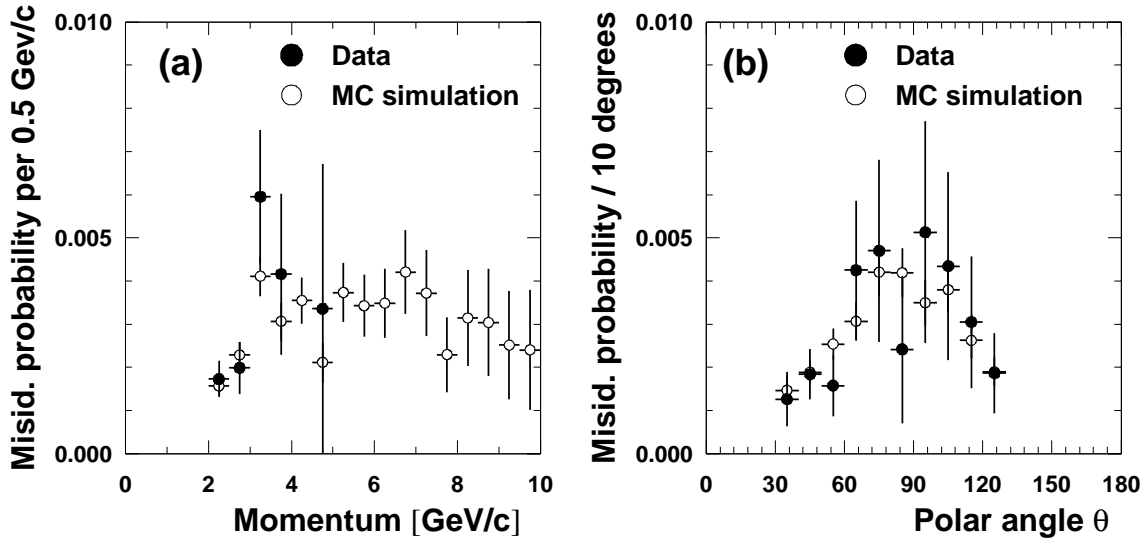 Misid. probability per 0.5 Gev/c
0.010
0.005
0.000
(a)
Data
MC simulation
0 2 4 6 8 10
Momentum [GeV/c]
Misid. probability / 10 degrees
0.010
0.005
0.000
(b)
Data
MC simulation
0 30 60 90 120 150 180
Polar angle θ